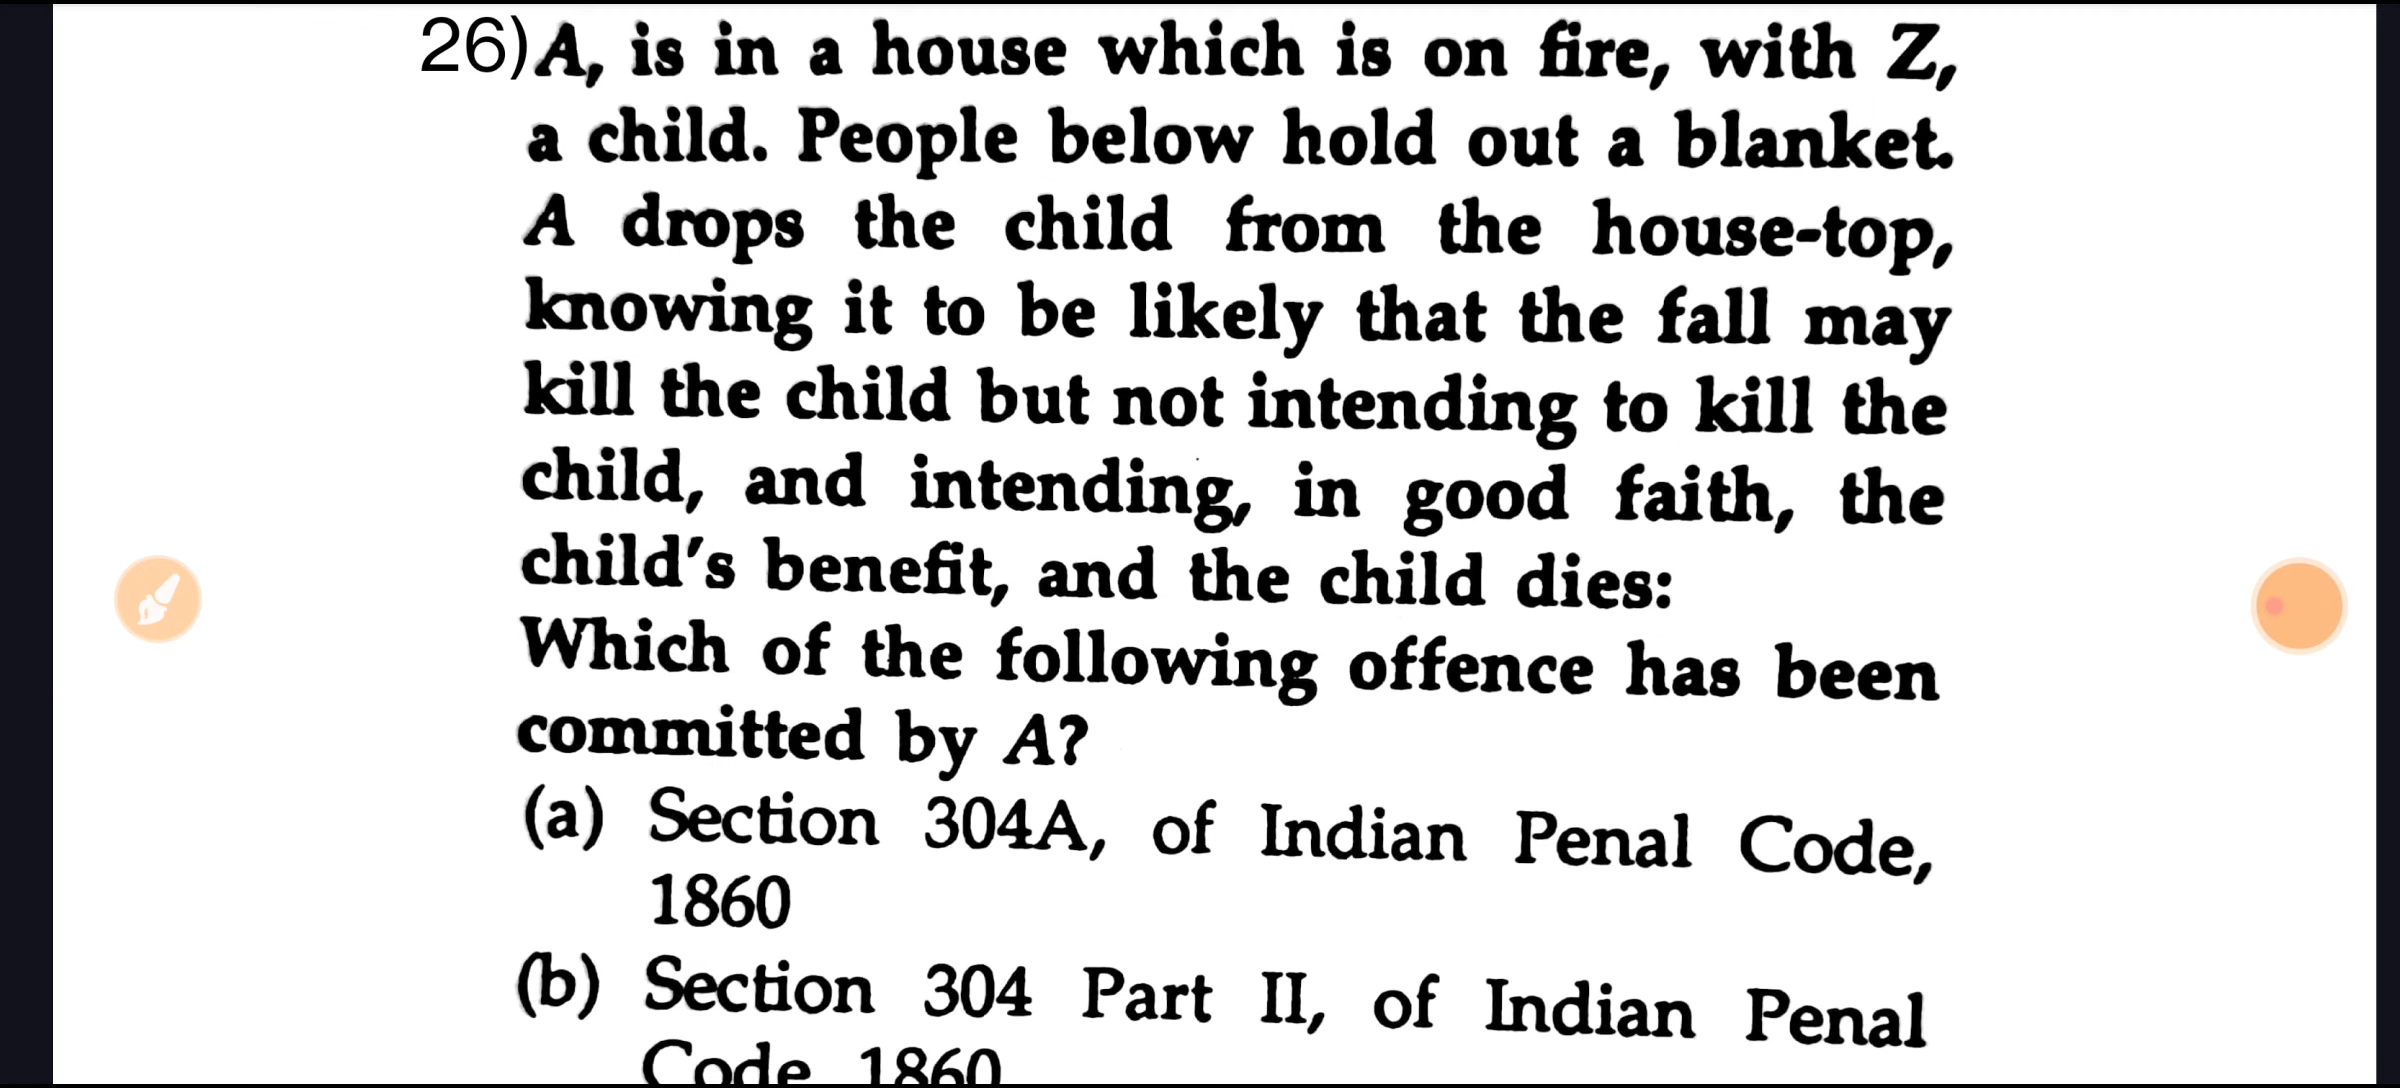 26) A, is in a house which is on fire, with Z,
a child. People below hold out a blanket.
A drops the child from the house-top,
knowing it to be likely that the fall may
kill the child but not intending to kill the
child, and intending, in good faith, the
child's benefit, and the child dies:
Which of the following offence has been
committed by A?
(a) Section 304A, of Indian Penal Code,
1860
(b) Section 304 Part II, of Indian Penal
Code 1860